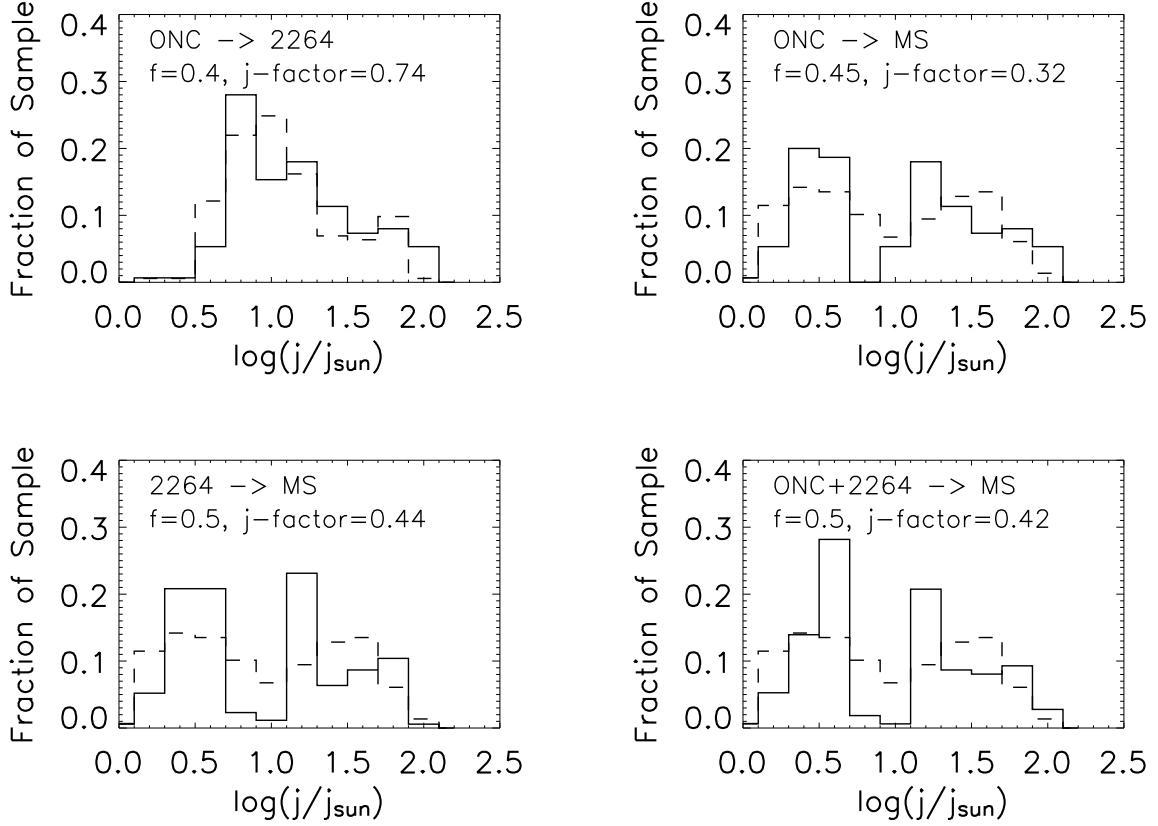 ONC -> 2264
f=0.4, j-factor=0.74
Fraction of Sample
0.4
0.3
0.2
0.1
0.0
0.0 0.5 1.0 1.5 2.0 2.5
log(j/jsun)
ONC -> MS
f=0.45, j-factor=0.32
Fraction of Sample
0.4
0.3
0.2
0.1
0.0
0.0 0.5 1.0 1.5 2.0 2.5
log(j/jsun)
2264 -> MS
f=0.5, j-factor=0.44
Fraction of Sample
0.4
0.3
0.2
0.1
0.0
0.0 0.5 1.0 1.5 2.0 2.5
log(j/jsun)
ONC+2264 -> MS
f=0.5, j-factor=0.42
Fraction of Sample
0.4
0.3
0.2
0.1
0.0
0.0 0.5 1.0 1.5 2.0 2.5
log(j/jsun)